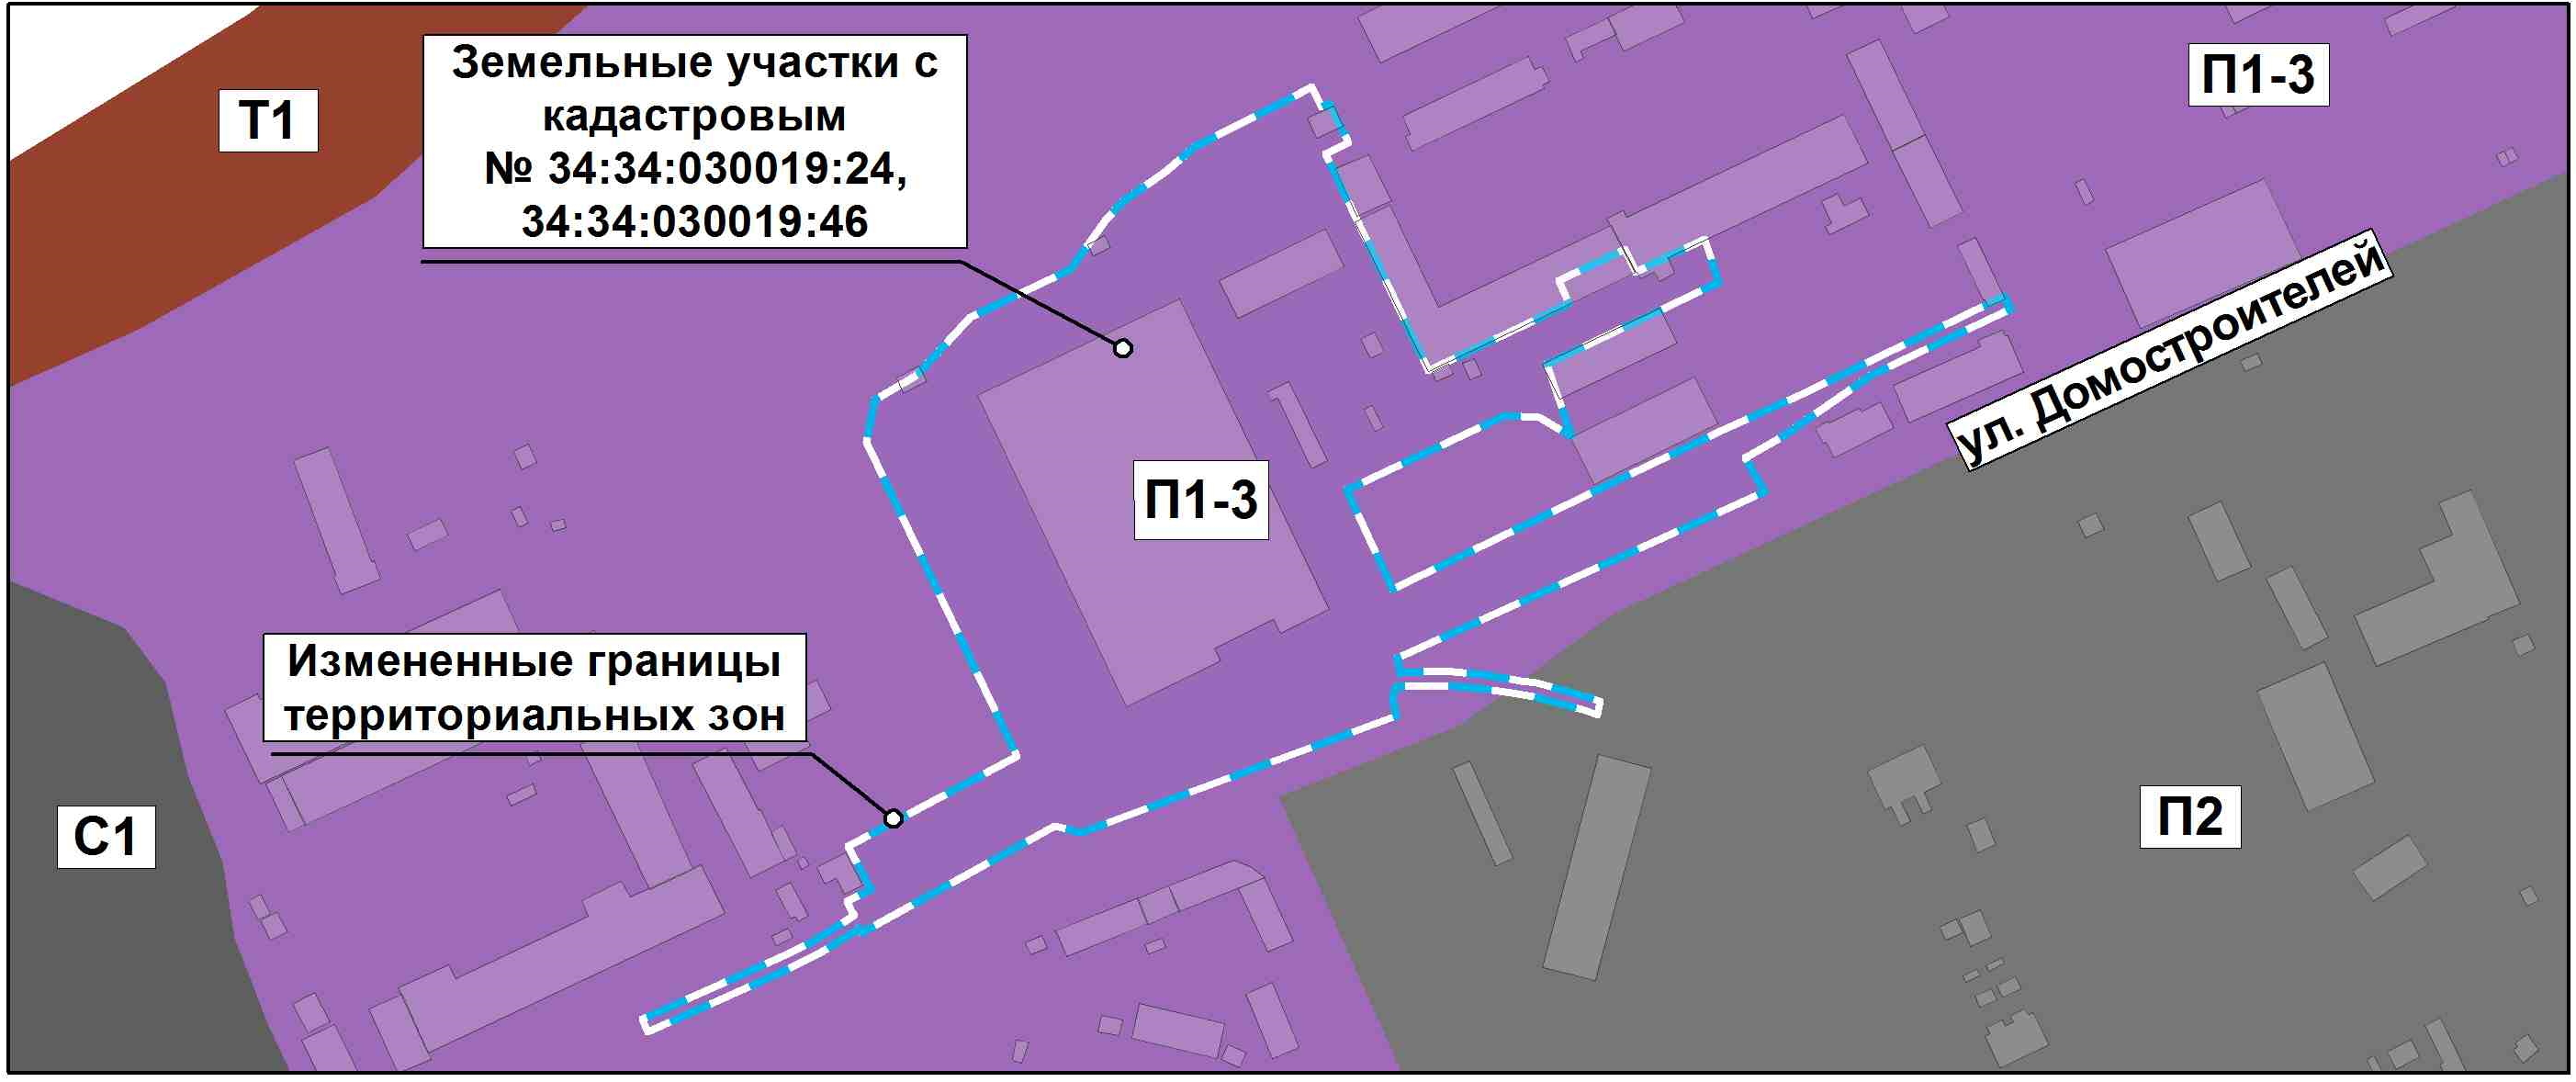 Земельные участки с
кадастровым
№ 34:34:030019:24,
34:34:030019:46
Т1
П1-3
ул. Домостроителей
П1-3
Измененные границы
территориальных зон
С1
П2